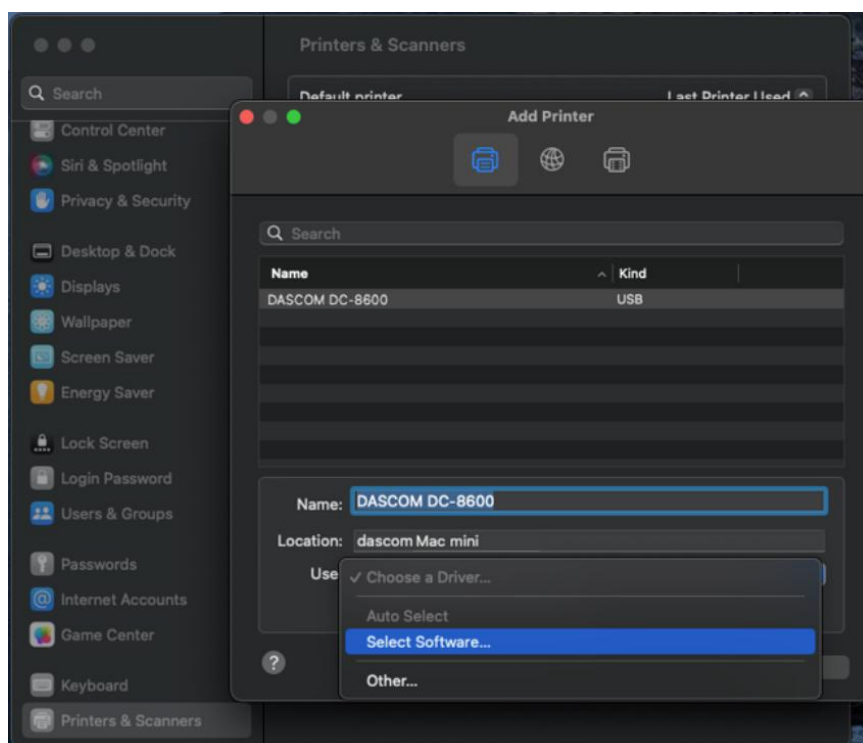 Printers & Scanners
Search
Default printer Last Printer Used
Control Center
Siri & Spotlight
Privacy & Security
Desktop & Dock
Displays
Wallpaper
Screen Saver
Energy Saver
Lock Screen
Login Password
Users & Groups
Passwords
Internet Accounts
Game Center
Keyboard
Printers & Scanners
Add Printer
Search
Name Kind
DASCOM DC-8600 USB
Name: DASCOM DC-8600
Location: dascom Mac mini
Use
✓ Choose a Driver...
Auto Select
Select Software...
Other...
?